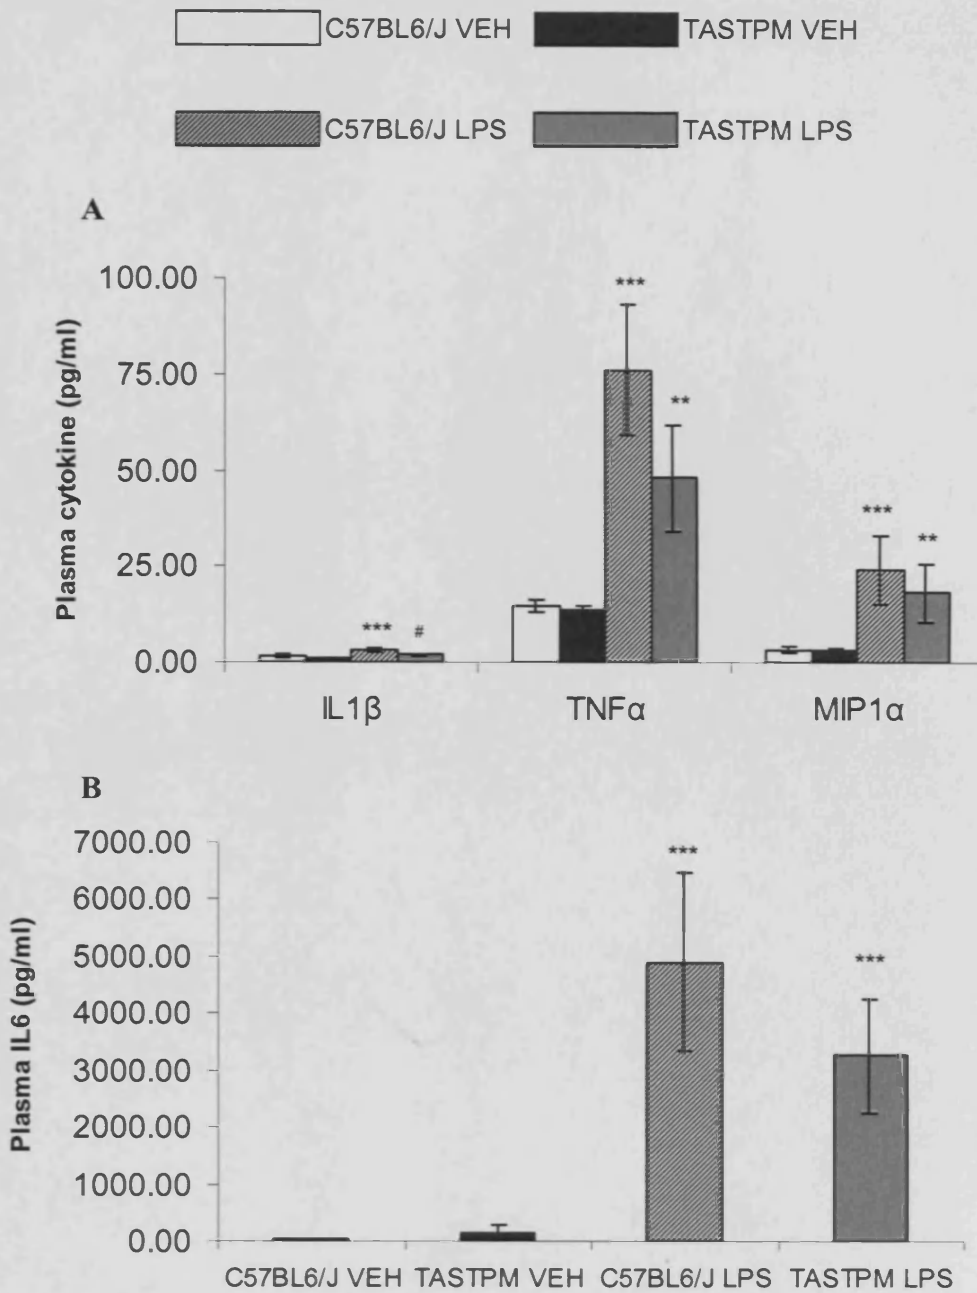 C57BL6/J VEH TASTPM VEH
C57BL6/J LPS TASTPM LPS
A
Plasma cytokine (pg/ml)
100.00
75.00
50.00
25.00
0.00
***
#
***
**
***
**
IL1β TNFα MIP1α
B
Plasma IL6 (pg/ml)
7000.00
6000.00
5000.00
4000.00
3000.00
2000.00
1000.00
0.00
***
***
C57BL6/J VEH TASTPM VEH C57BL6/J LPS TASTPM LPS